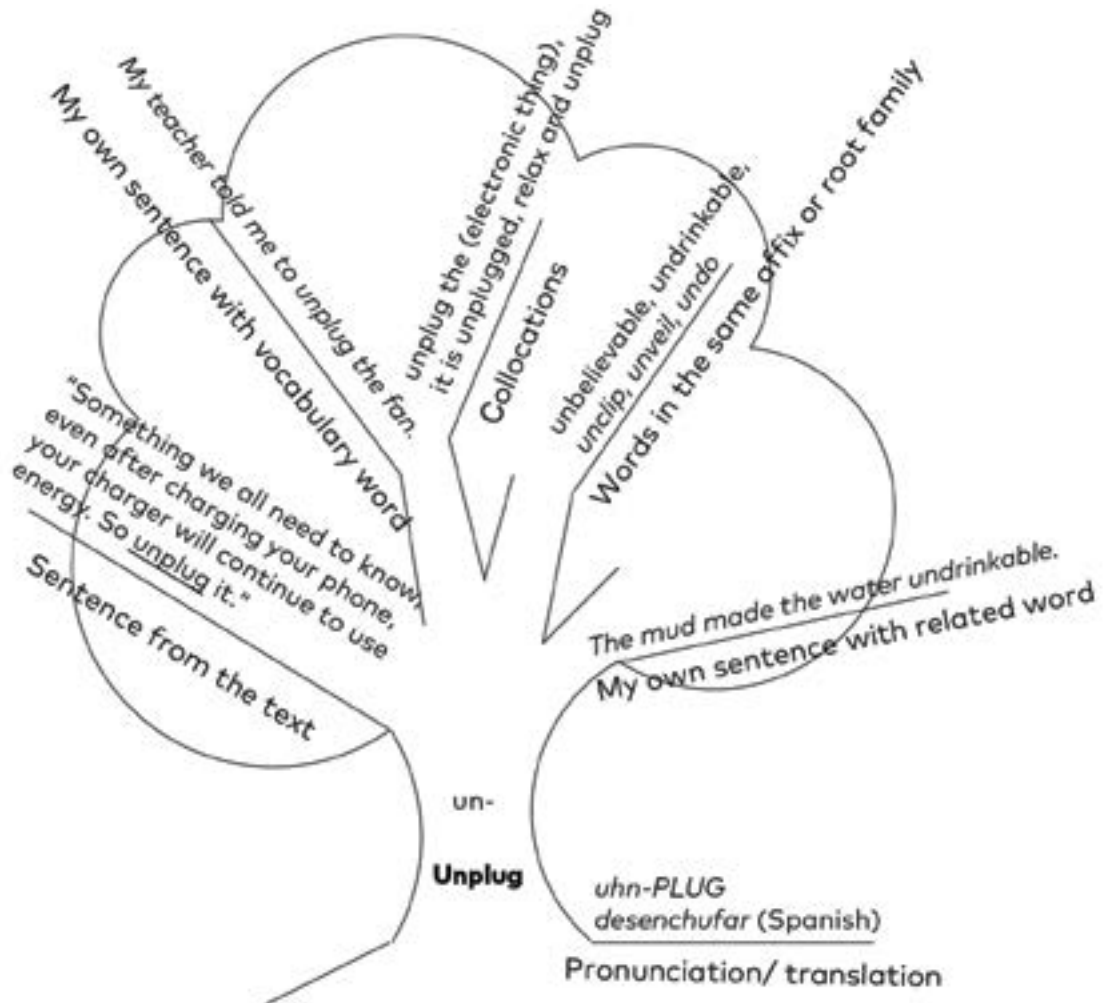 My teacher told me to unplug the fan.
My own sentence with vocabulary word
unplug the (electronic thing),
it is unplugged, relax and unplug
Collocations
unbelievable, undrinkable,
unclip, unveil, undo
Words in the same affix or root family
"Something we all need to know,
even after charging your phone,
your charger will continue to use
energy. So unplug it."
Sentence from the text
The mud made the water undrinkable.
My own sentence with related word
un-
Unplug
uhn-PLUG
desenchufar (Spanish)
Pronunciation/ translation